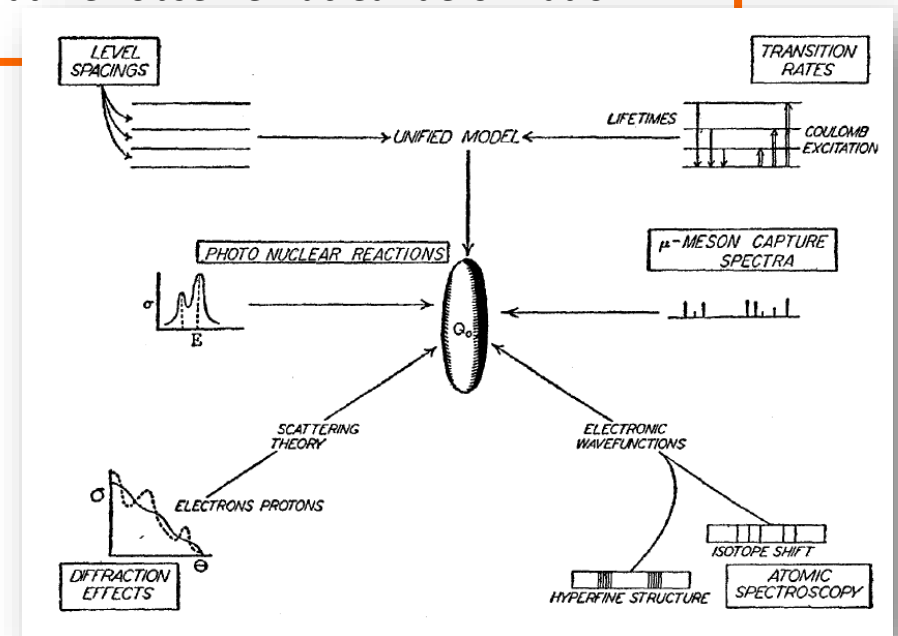 LEVEL
SPACINGS
TRANSITION
RATES
LIFETIMES
UNIFIED MODEL
COULOMB
EXCITATION
PHOTO NUCLEAR REACTIONS
μ-MESON CAPTURE
SPECTRA
σ
E
Q₀
SCATTERING
THEORY
ELECTRONIC
WAVEFUNCTIONS
σ
ELECTRONS PROTONS
Θ
ISOTOPE SHIFT
DIFFRACTION
EFFECTS
HYPERFINE STRUCTURE
ATOMIC
SPECTROSCOPY